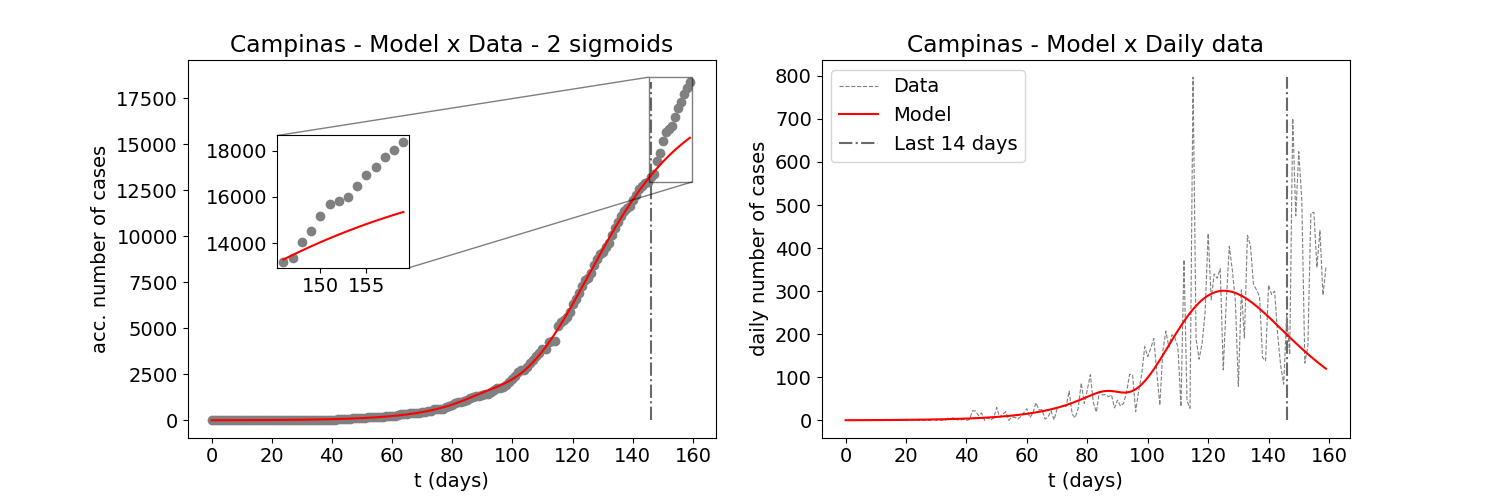 Campinas - Model x Data - 2 sigmoids
acc. number of cases
17500
15000
12500
10000
7500
5000
2500
0
18000
16000
14000
150 155
0 20 40 60 80 100 120 140 160
t (days)
Campinas - Model x Daily data
daily number of cases
800
700
600
500
400
300
200
100
0
Data
Model
Last 14 days
0 20 40 60 80 100 120 140 160
t (days)